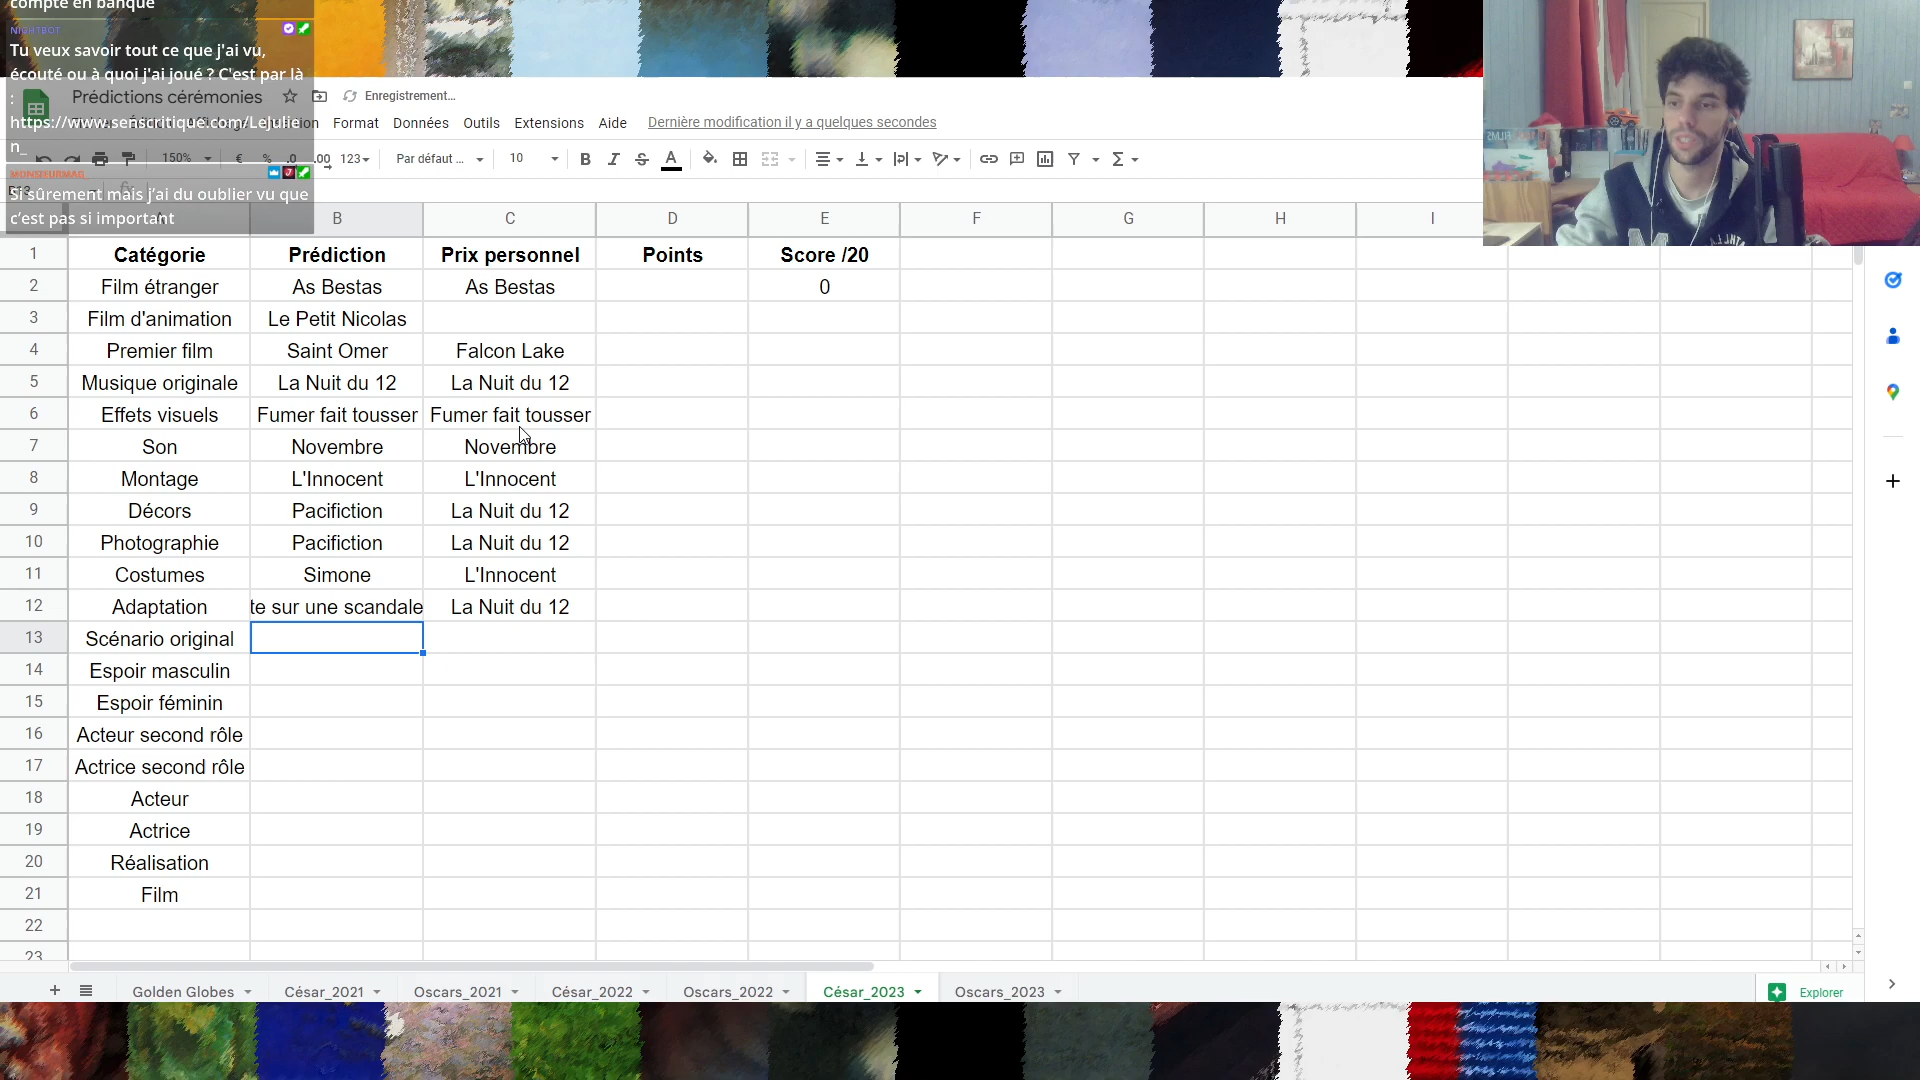 compte en banque
NIGHTBOT
Tu veux savoir tout ce que j'ai vu,
écouté ou à quoi j'ai joué ? C'est par là
:
https://www.senscritique.com/Lejulie
n_
MONSIEURMAG
Si sûrement mais j'ai du oublier vu que
c'est pas si important
Prédictions cérémonies
Enregistrement...
Format Données Outils Extensions Aide Dernière modification il y a quelques secondes
150% € % .0 .00 123 Par défaut ... 10 B I S A
B C D E F G H I
1 Catégorie Prédiction Prix personnel Points Score /20
2 Film étranger As Bestas As Bestas 0
3 Film d'animation Le Petit Nicolas
4 Premier film Saint Omer Falcon Lake
5 Musique originale La Nuit du 12 La Nuit du 12
6 Effets visuels Fumer fait tousser Fumer fait tousser
7 Son Novembre Novembre
8 Montage L'Innocent L'Innocent
9 Décors Pacifiction La Nuit du 12
10 Photographie Pacifiction La Nuit du 12
11 Costumes Simone L'Innocent
12 Adaptation te sur une scandale La Nuit du 12
13 Scénario original
14 Espoir masculin
15 Espoir féminin
16 Acteur second rôle
17 Actrice second rôle
18 Acteur
19 Actrice
20 Réalisation
21 Film
22
23
Golden Globes César_2021 Oscars_2021 César_2022 Oscars_2022 César_2023 Oscars_2023 Explorer